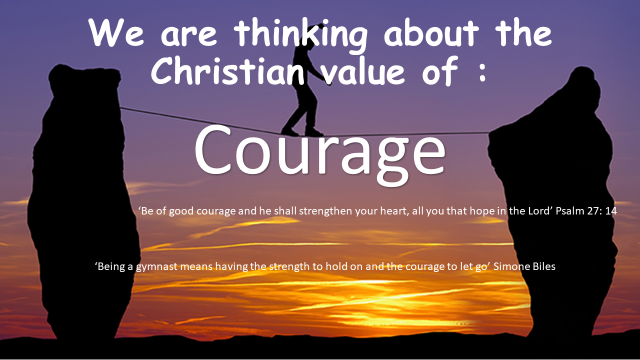 We are thinking about the
Christian value of :
Courage
‘Be of good courage and he shall strengthen your heart, all you that hope in the Lord’ Psalm 27: 14
‘Being a gymnast means having the strength to hold on and the courage to let go’ Simone Biles